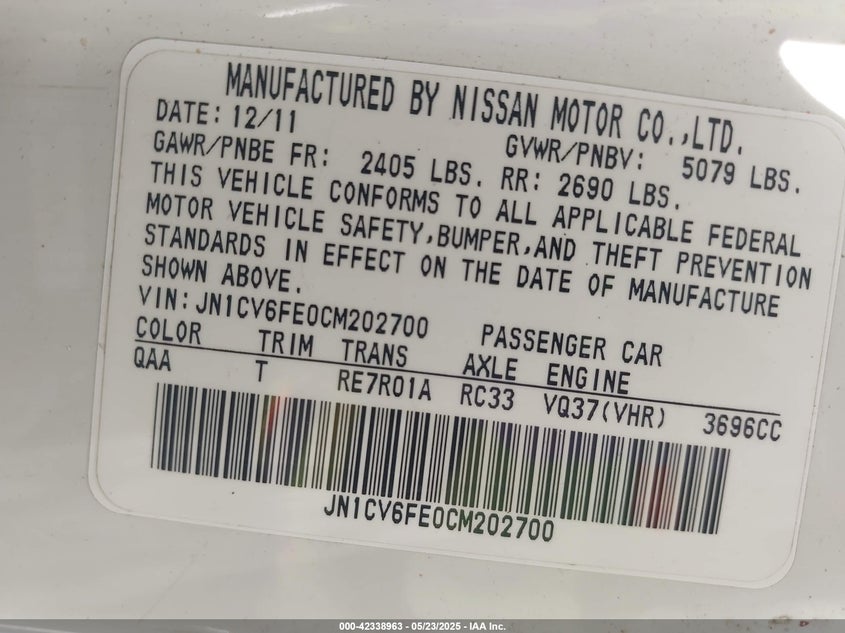 MANUFACTURED BY NISSAN MOTOR CO.,LTD.
DATE: 12/11 GVWR/PNBV: 5079 LBS.
GAWR/PNBE FR: 2405 LBS. RR: 2690 LBS.
THIS VEHICLE CONFORMS TO ALL APPLICABLE FEDERAL
MOTOR VEHICLE SAFETY,BUMPER,AND THEFT PREVENTION
STANDARDS IN EFFECT ON THE DATE OF MANUFACTURE
SHOWN ABOVE.
VIN: JN1CV6FE0CM202700 PASSENGER CAR
COLOR TRIM TRANS AXLE ENGINE
QAA T RE7R01A RC33 VQ37(VHR) 3696CC
JN1CV6FE0CM202700
000-42338963 - 05/23/2025 - IAA Inc.